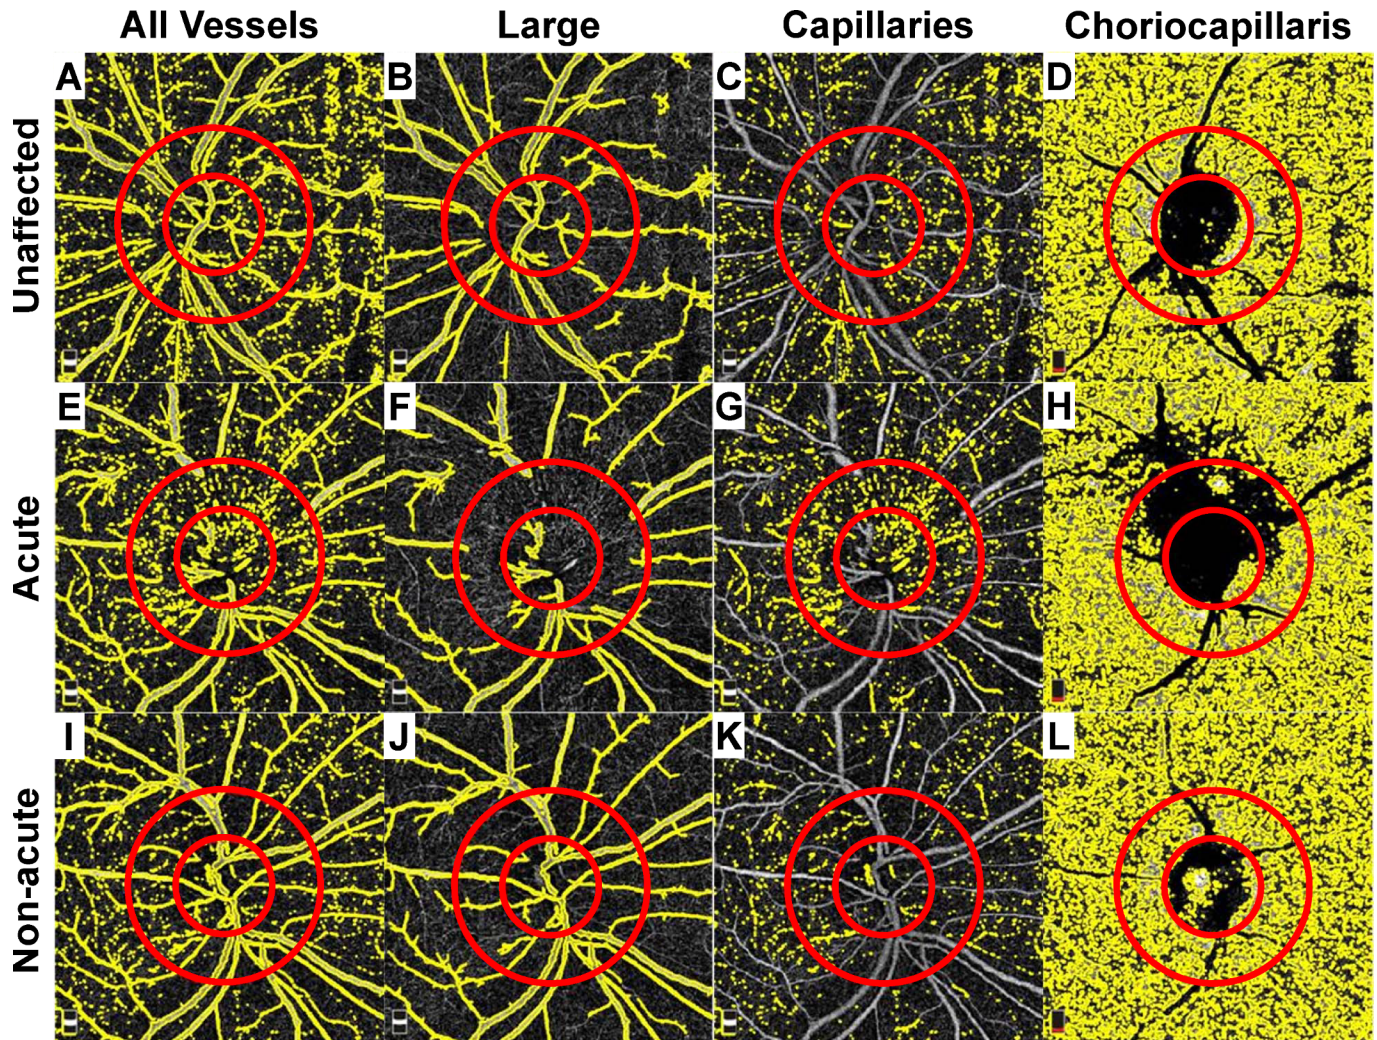 All Vessels Large Capillaries Choriocapillaris
Unaffected
A B C D
Acute
E F G H
Non-acute
I J K L